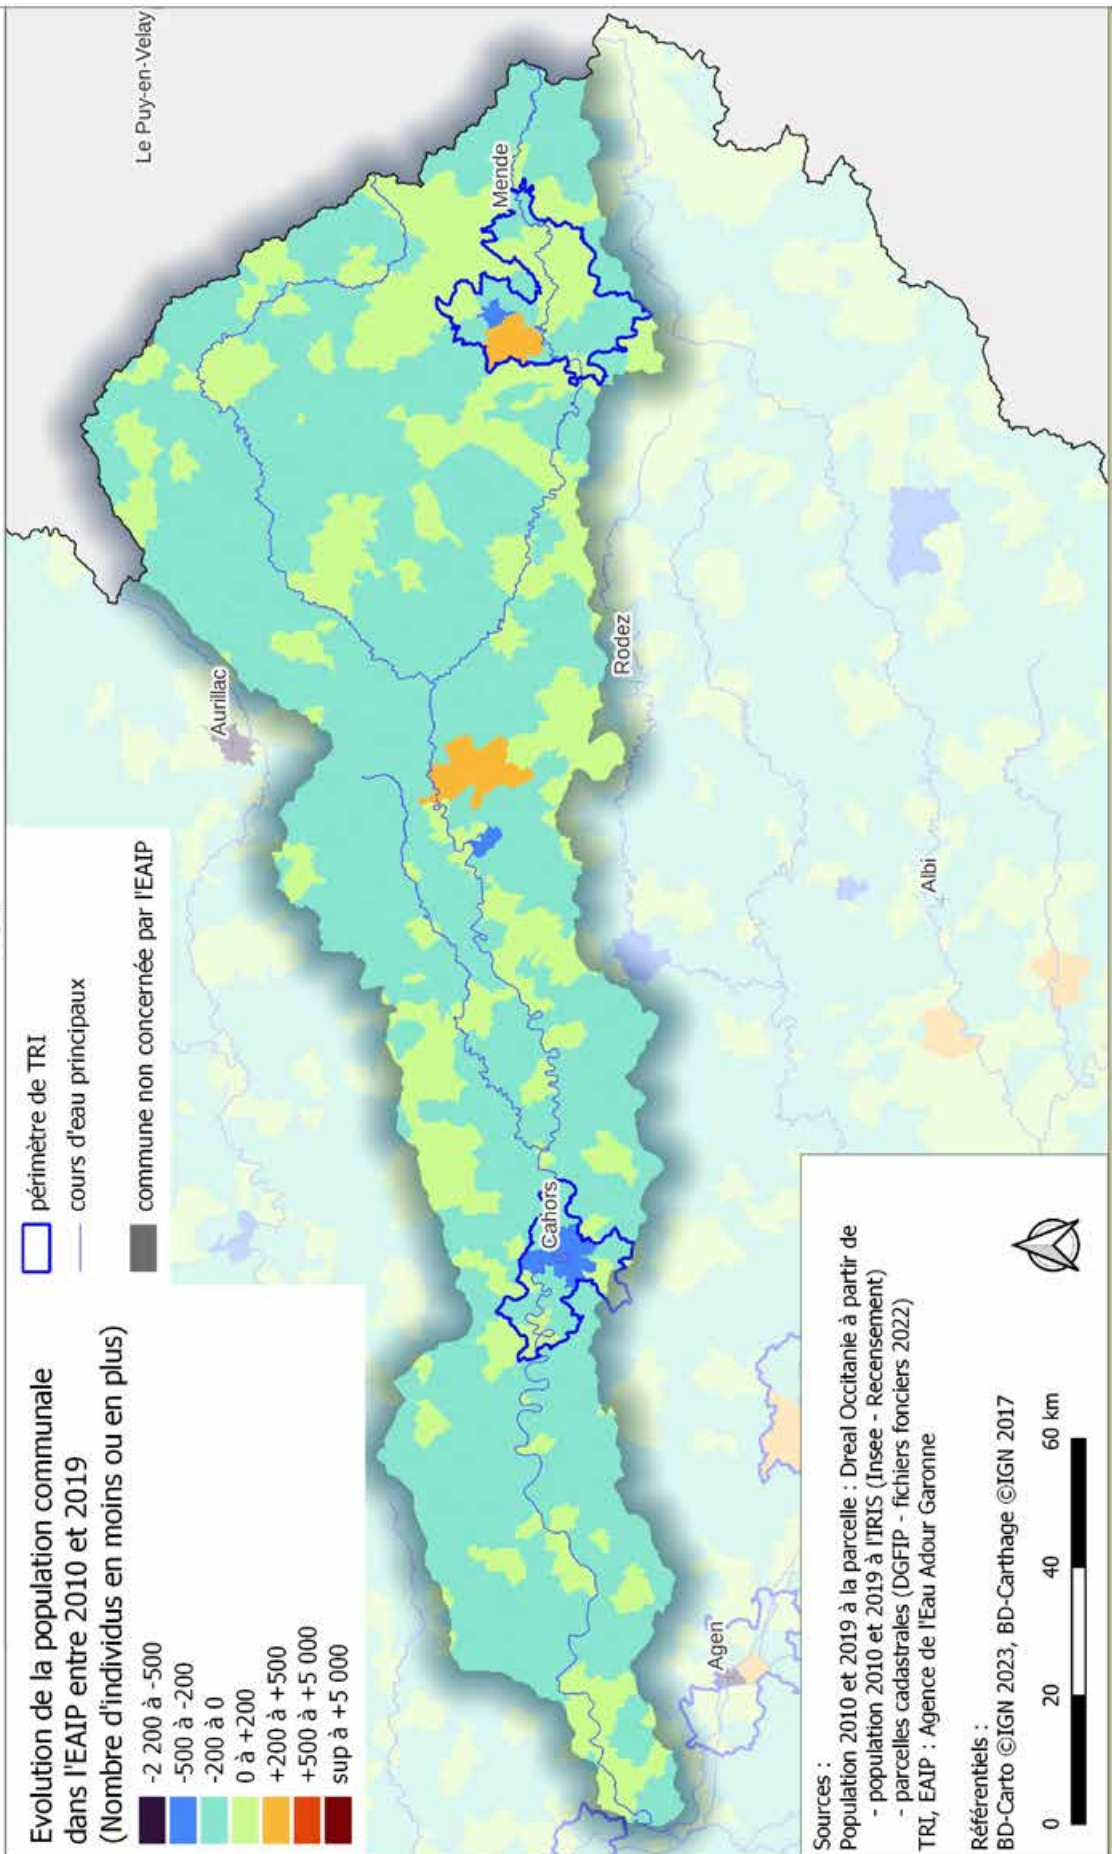 Evolution de la population communale
dans l'EAIP entre 2010 et 2019
(Nombre d'individus en moins ou en plus)
-2 200 à -500
-500 à -200
-200 à 0
0 à +200
+200 à +500
+500 à +5 000
sup à +5 000
périmètre de TRI
cours d'eau principaux
commune non concernée par l'EAIP
Le Puy-en-Velay
Aurillac
Mende
Rodez
Cahors
Albi
Agen
Sources :
Population 2010 et 2019 à la parcelle : Dreal Occitanie à partir de
- population 2010 et 2019 à l'IRIS (Insee - Recensement)
- parcelles cadastrales (DGFIP - fichiers fonciers 2022)
TRI, EAIP : Agence de l'Eau Adour Garonne
Référentiels :
BD-Carto ©IGN 2023, BD-Carthage ©IGN 2017
0 20 40 60 km